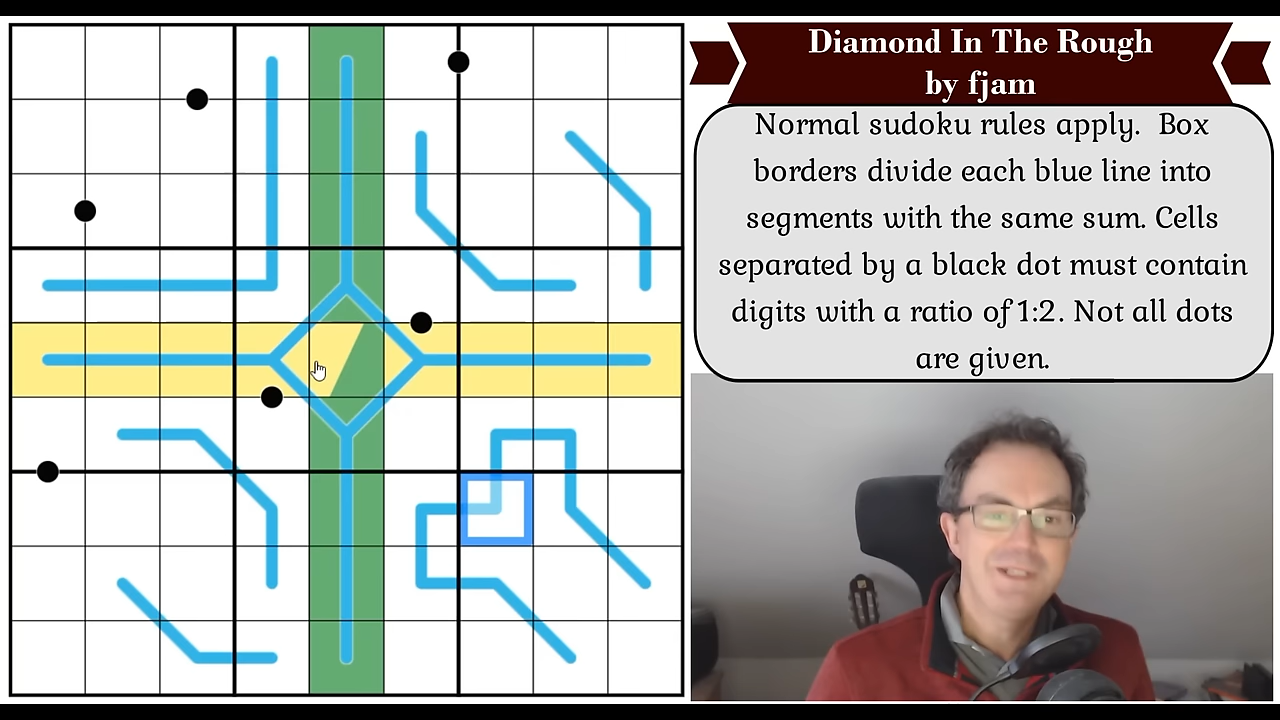 Diamond In The Rough
by fjam
Normal sudoku rules apply. Box
borders divide each blue line into
segments with the same sum. Cells
separated by a black dot must contain
digits with a ratio of 1:2. Not all dots
are given.